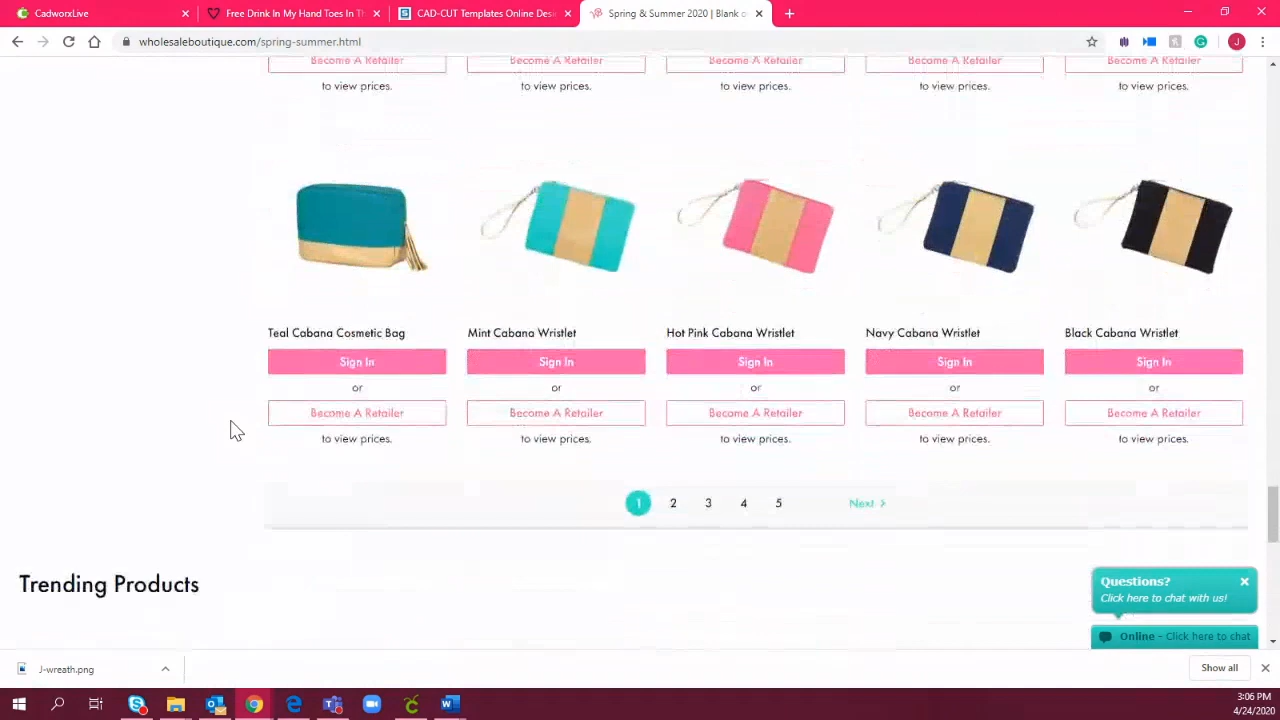 CadworxLive
Free Drink In My Hand Toes In Th
CAD-CUT Templates Online Desi
Spring & Summer 2020 | Blank o
wholesaleboutique.com/spring-summer.html
J
Become A Retailer Become A Retailer Become A Retailer Become A Retailer Become A Retailer
to view prices. to view prices. to view prices. to view prices. to view prices.
Teal Cabana Cosmetic Bag Mint Cabana Wristlet Hot Pink Cabana Wristlet Navy Cabana Wristlet Black Cabana Wristlet
Sign In Sign In Sign In Sign In Sign In
or or or or or
Become A Retailer Become A Retailer Become A Retailer Become A Retailer Become A Retailer
to view prices. to view prices. to view prices. to view prices. to view prices.
1 2 3 4 5 Next >
Trending Products
Questions?
Click here to chat with us!
Online - Click here to chat
J-wreath.png
Show all
3:06 PM
4/24/2020